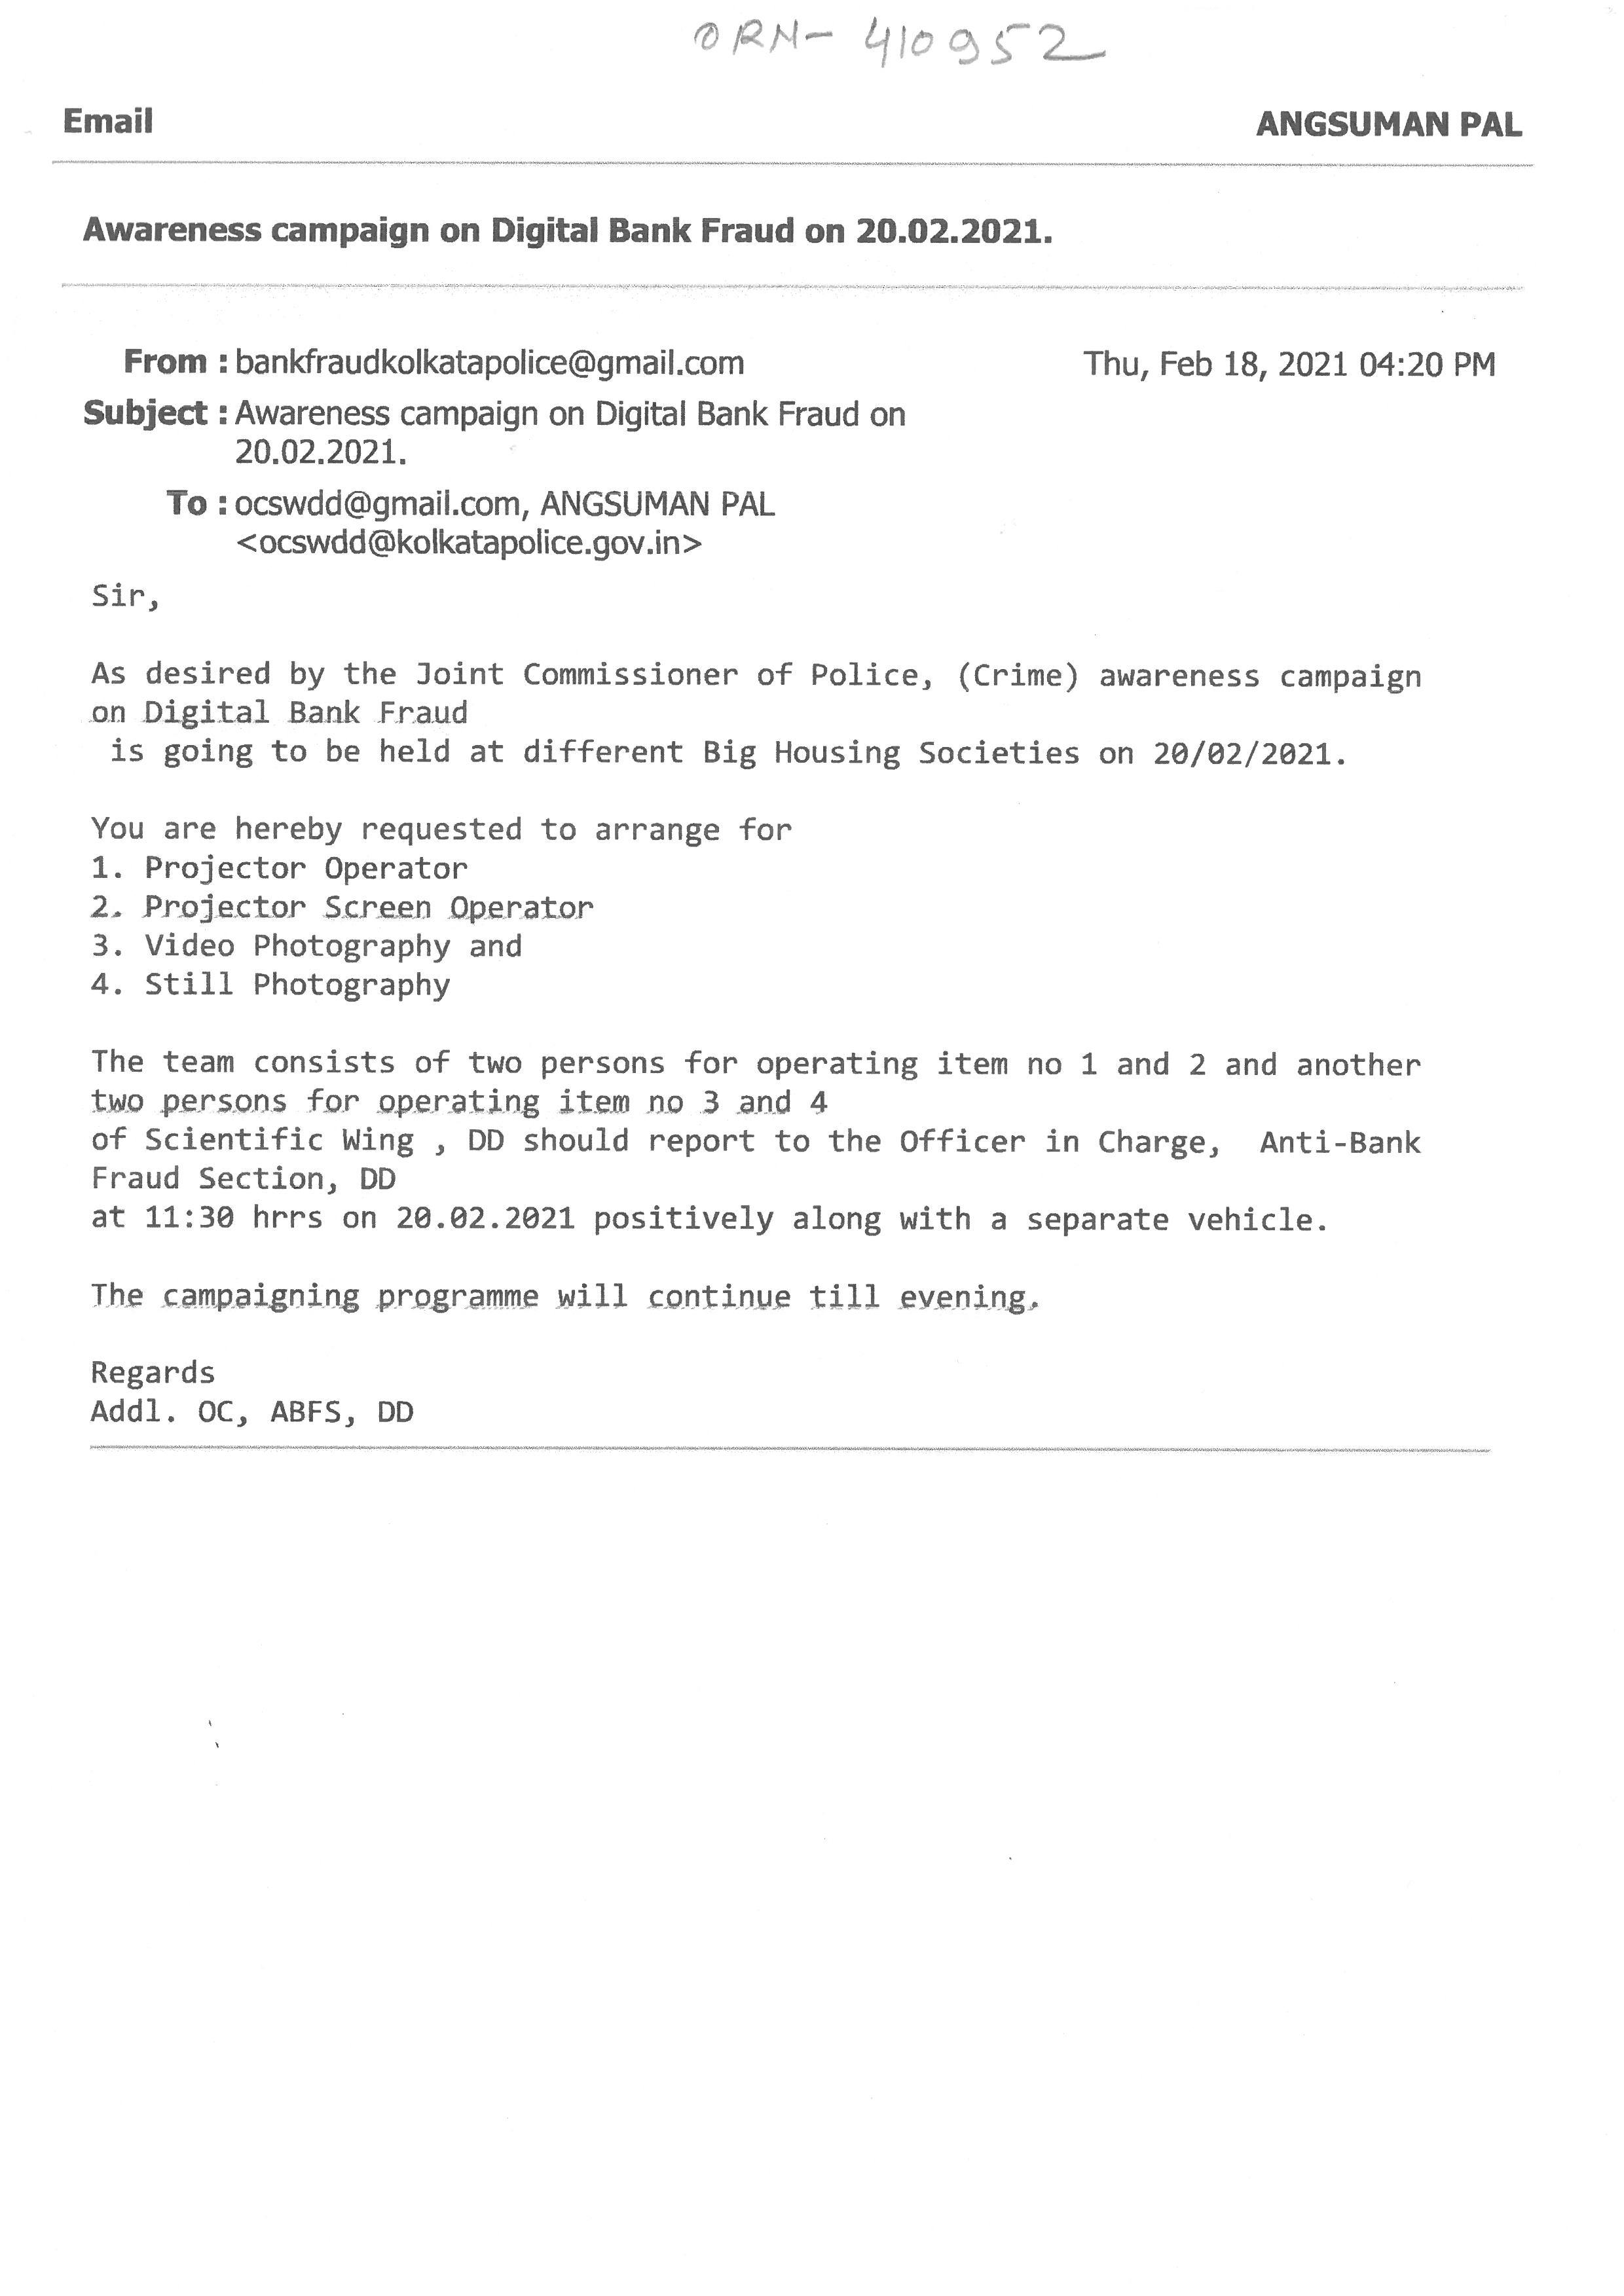 ORN- 410952
Email ANGSUMAN PAL
Awareness campaign on Digital Bank Fraud on 20.02.2021.
From : bankfraudkolkatapolice@gmail.com Thu, Feb 18, 2021 04:20 PM
Subject : Awareness campaign on Digital Bank Fraud on
20.02.2021.
To : ocswdd@gmail.com, ANGSUMAN PAL
<ocswdd@kolkatapolice.gov.in>
Sir,
As desired by the Joint Commissioner of Police, (Crime) awareness campaign
on Digital Bank Fraud
is going to be held at different Big Housing Societies on 20/02/2021.
You are hereby requested to arrange for
1. Projector Operator
2. Projector Screen Operator
3. Video Photography and
4. Still Photography
The team consists of two persons for operating item no 1 and 2 and another
two persons for operating item no 3 and 4
of Scientific Wing , DD should report to the Officer in Charge, Anti-Bank
Fraud Section, DD
at 11:30 hrrs on 20.02.2021 positively along with a separate vehicle.
The campaigning programme will continue till evening.
Regards
Addl. OC, ABFS, DD